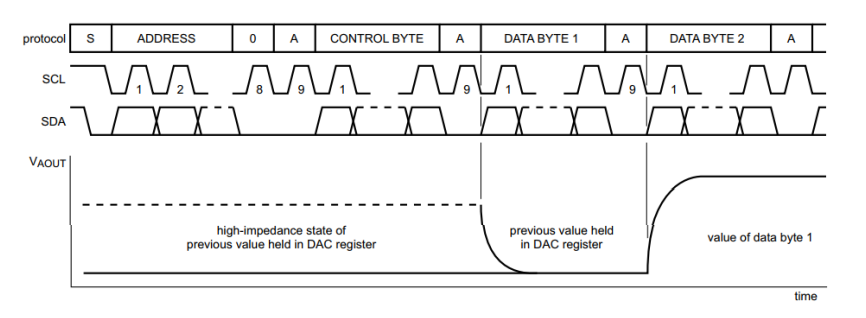 protocol S ADDRESS 0 A CONTROL BYTE A DATA BYTE 1 A DATA BYTE 2 A
SCL 1 2 8 9 1 9 1 9 1
SDA
VAOUT
high-impedance state of
previous value held in DAC register
previous value held
in DAC register
value of data byte 1
time